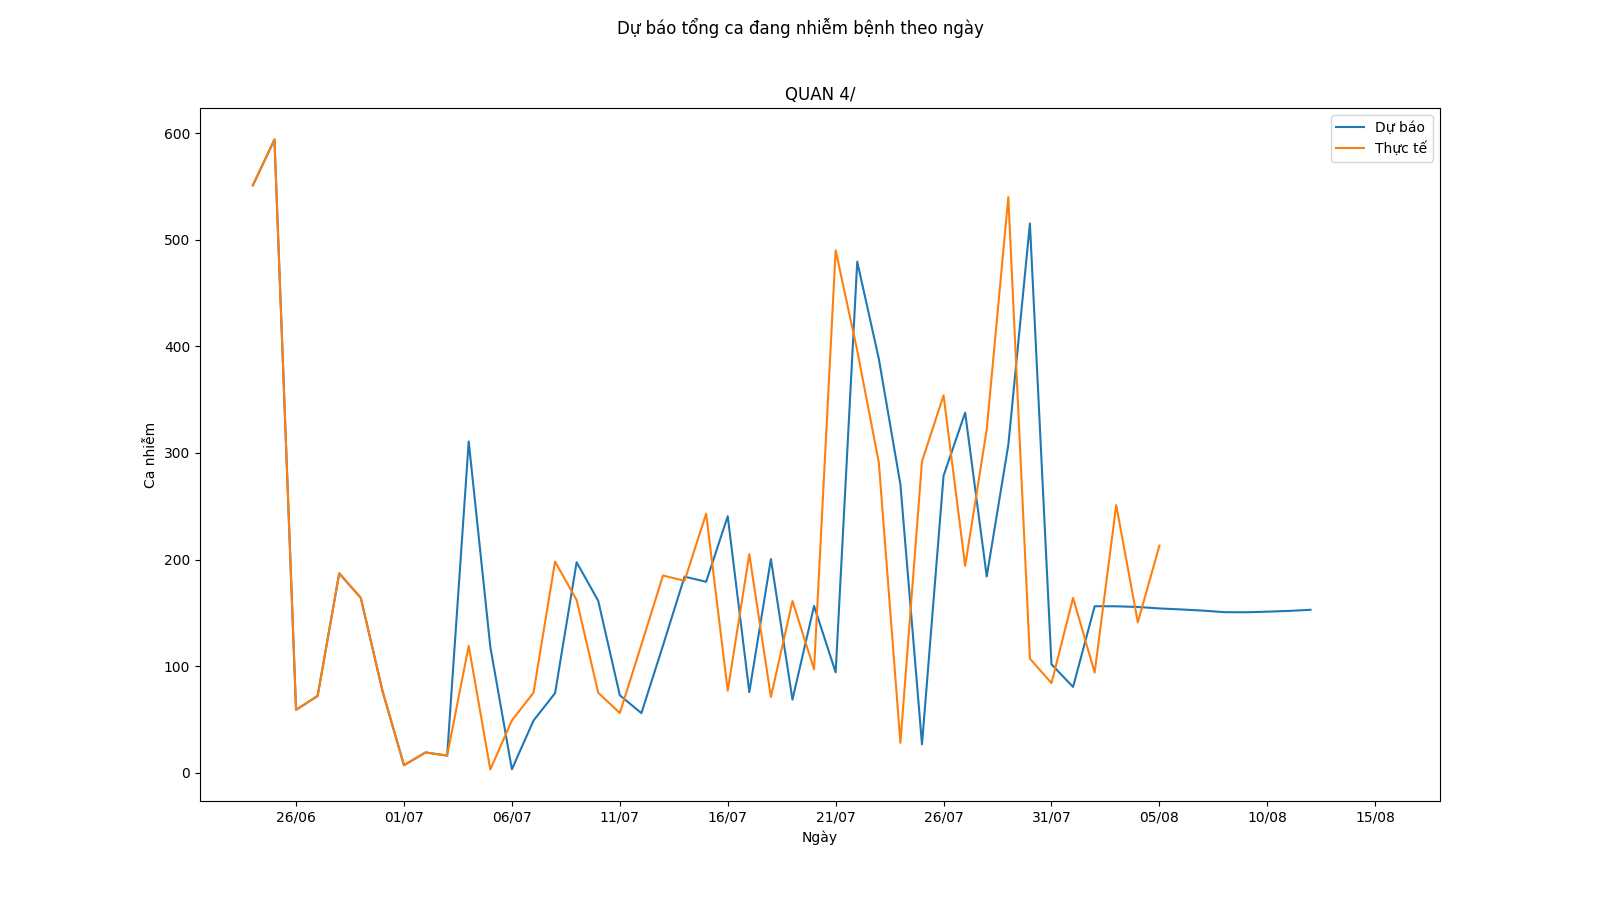 Dự báo tổng ca đang nhiễm bệnh theo ngày
QUAN 4/
Dự báo
Thực tế
600
500
400
300
200
100
0
Ca nhiễm
26/06 01/07 06/07 11/07 16/07 21/07 26/07 31/07 05/08 10/08 15/08
Ngày